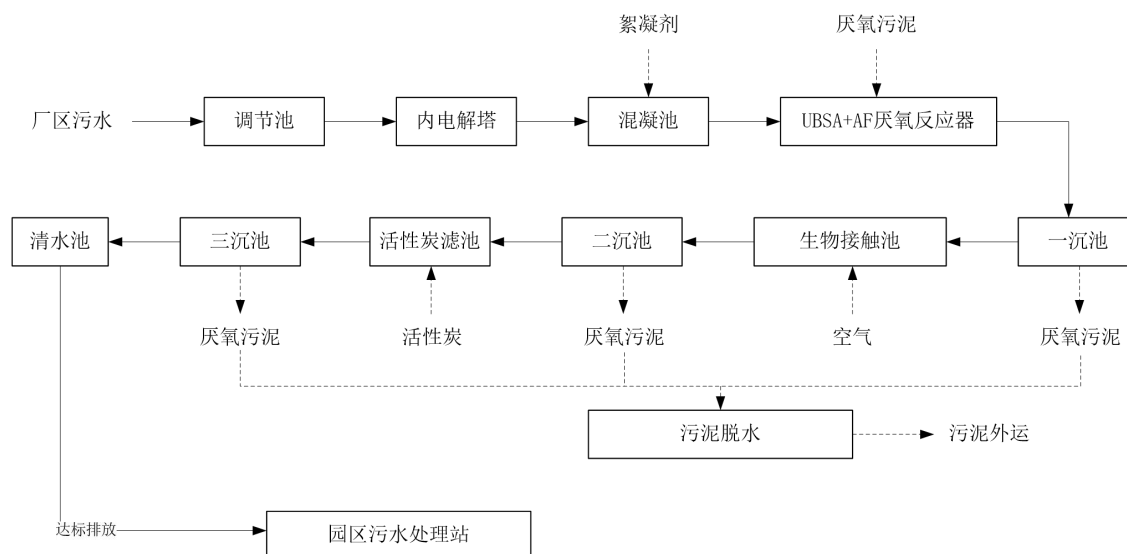 絮凝剂
厌氧污泥
厂区污水
调节池
内电解塔
混凝池
UBSA+AF厌氧反应器
清水池
三沉池
活性炭滤池
二沉池
生物接触池
一沉池
厌氧污泥
活性炭
厌氧污泥
空气
厌氧污泥
污泥脱水
污泥外运
达标排放
园区污水处理站